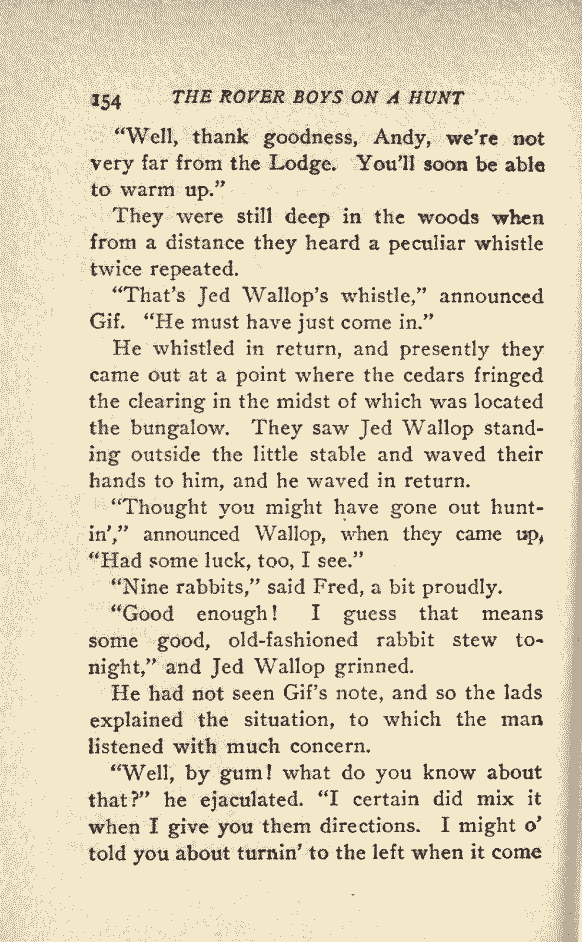 154 THE ROVER BOYS ON A HUNT
“Well, thank goodness, Andy, we're not
very far from the Lodge. You'll soon be able
to warm up.”
They were still deep in the woods when
from a distance they heard a peculiar whistle
twice repeated.
“That's Jed Wallop's whistle,” announced
Gif. “He must have just come in.”
He whistled in return, and presently they
came out at a point where the cedars fringed
the clearing in the midst of which was located
the bungalow. They saw Jed Wallop stand-
ing outside the little stable and waved their
hands to him, and he waved in return.
“Thought you might have gone out hunt-
in',” announced Wallop, when they came up,
“Had some luck, too, I see.”
“Nine rabbits,” said Fred, a bit proudly.
“Good enough! I guess that means
some good, old-fashioned rabbit stew to-
night,” and Jed Wallop grinned.
He had not seen Gif's note, and so the lads
explained the situation, to which the man
listened with much concern.
“Well, by gum! what do you know about
that?” he ejaculated. “I certain did mix it
when I give you them directions. I might o'
told you about turnin' to the left when it come